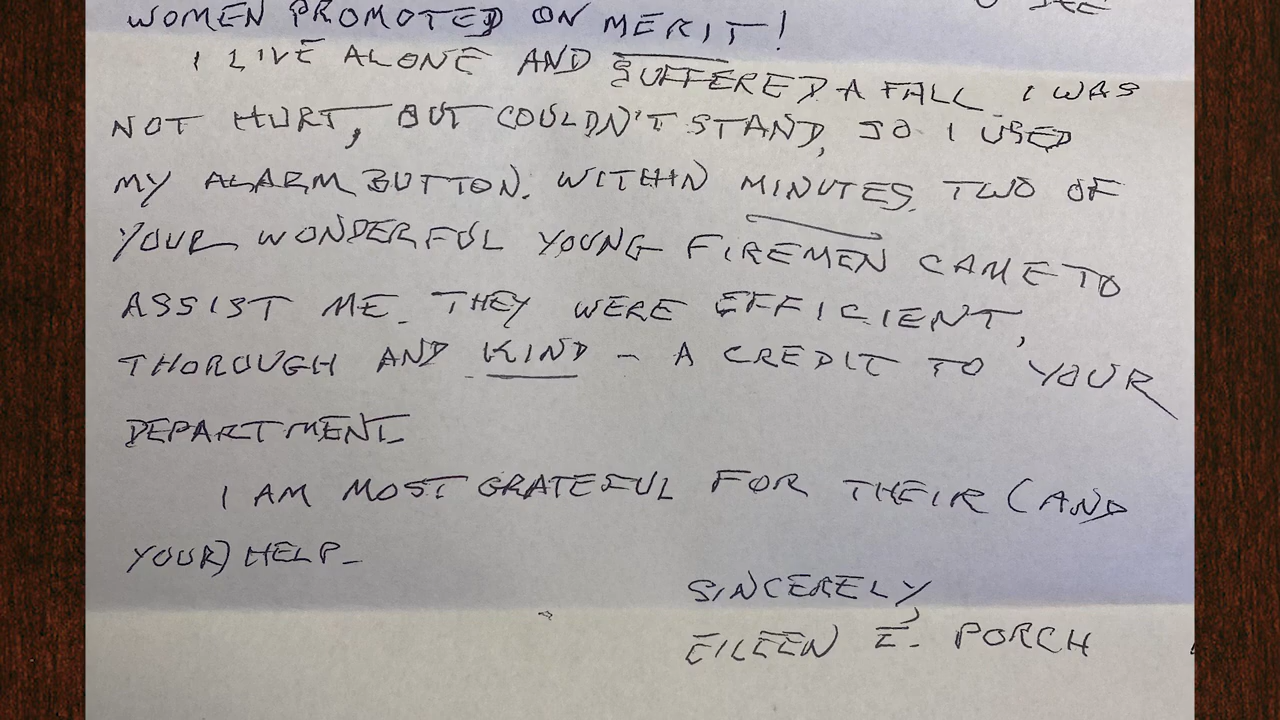 SEE
WOMEN PROMOTED ON MERIT!
I LIVE ALONE AND SUFFERED A FALL I WAS
NOT HURT, BUT COULDN'T STAND, SO I USED
MY ALARM BUTTON. WITHIN MINUTES, TWO OF
YOUR WONDERFUL YOUNG FIREMEN CAME TO
ASSIST ME. THEY WERE EFFICIENT,
THOROUGH AND KIND - A CREDIT TO YOUR
DEPARTMENT.
I AM MOST GRATEFUL FOR THEIR (AND
YOUR) HELP.
SINCERELY,
EILEEN E. PORCH